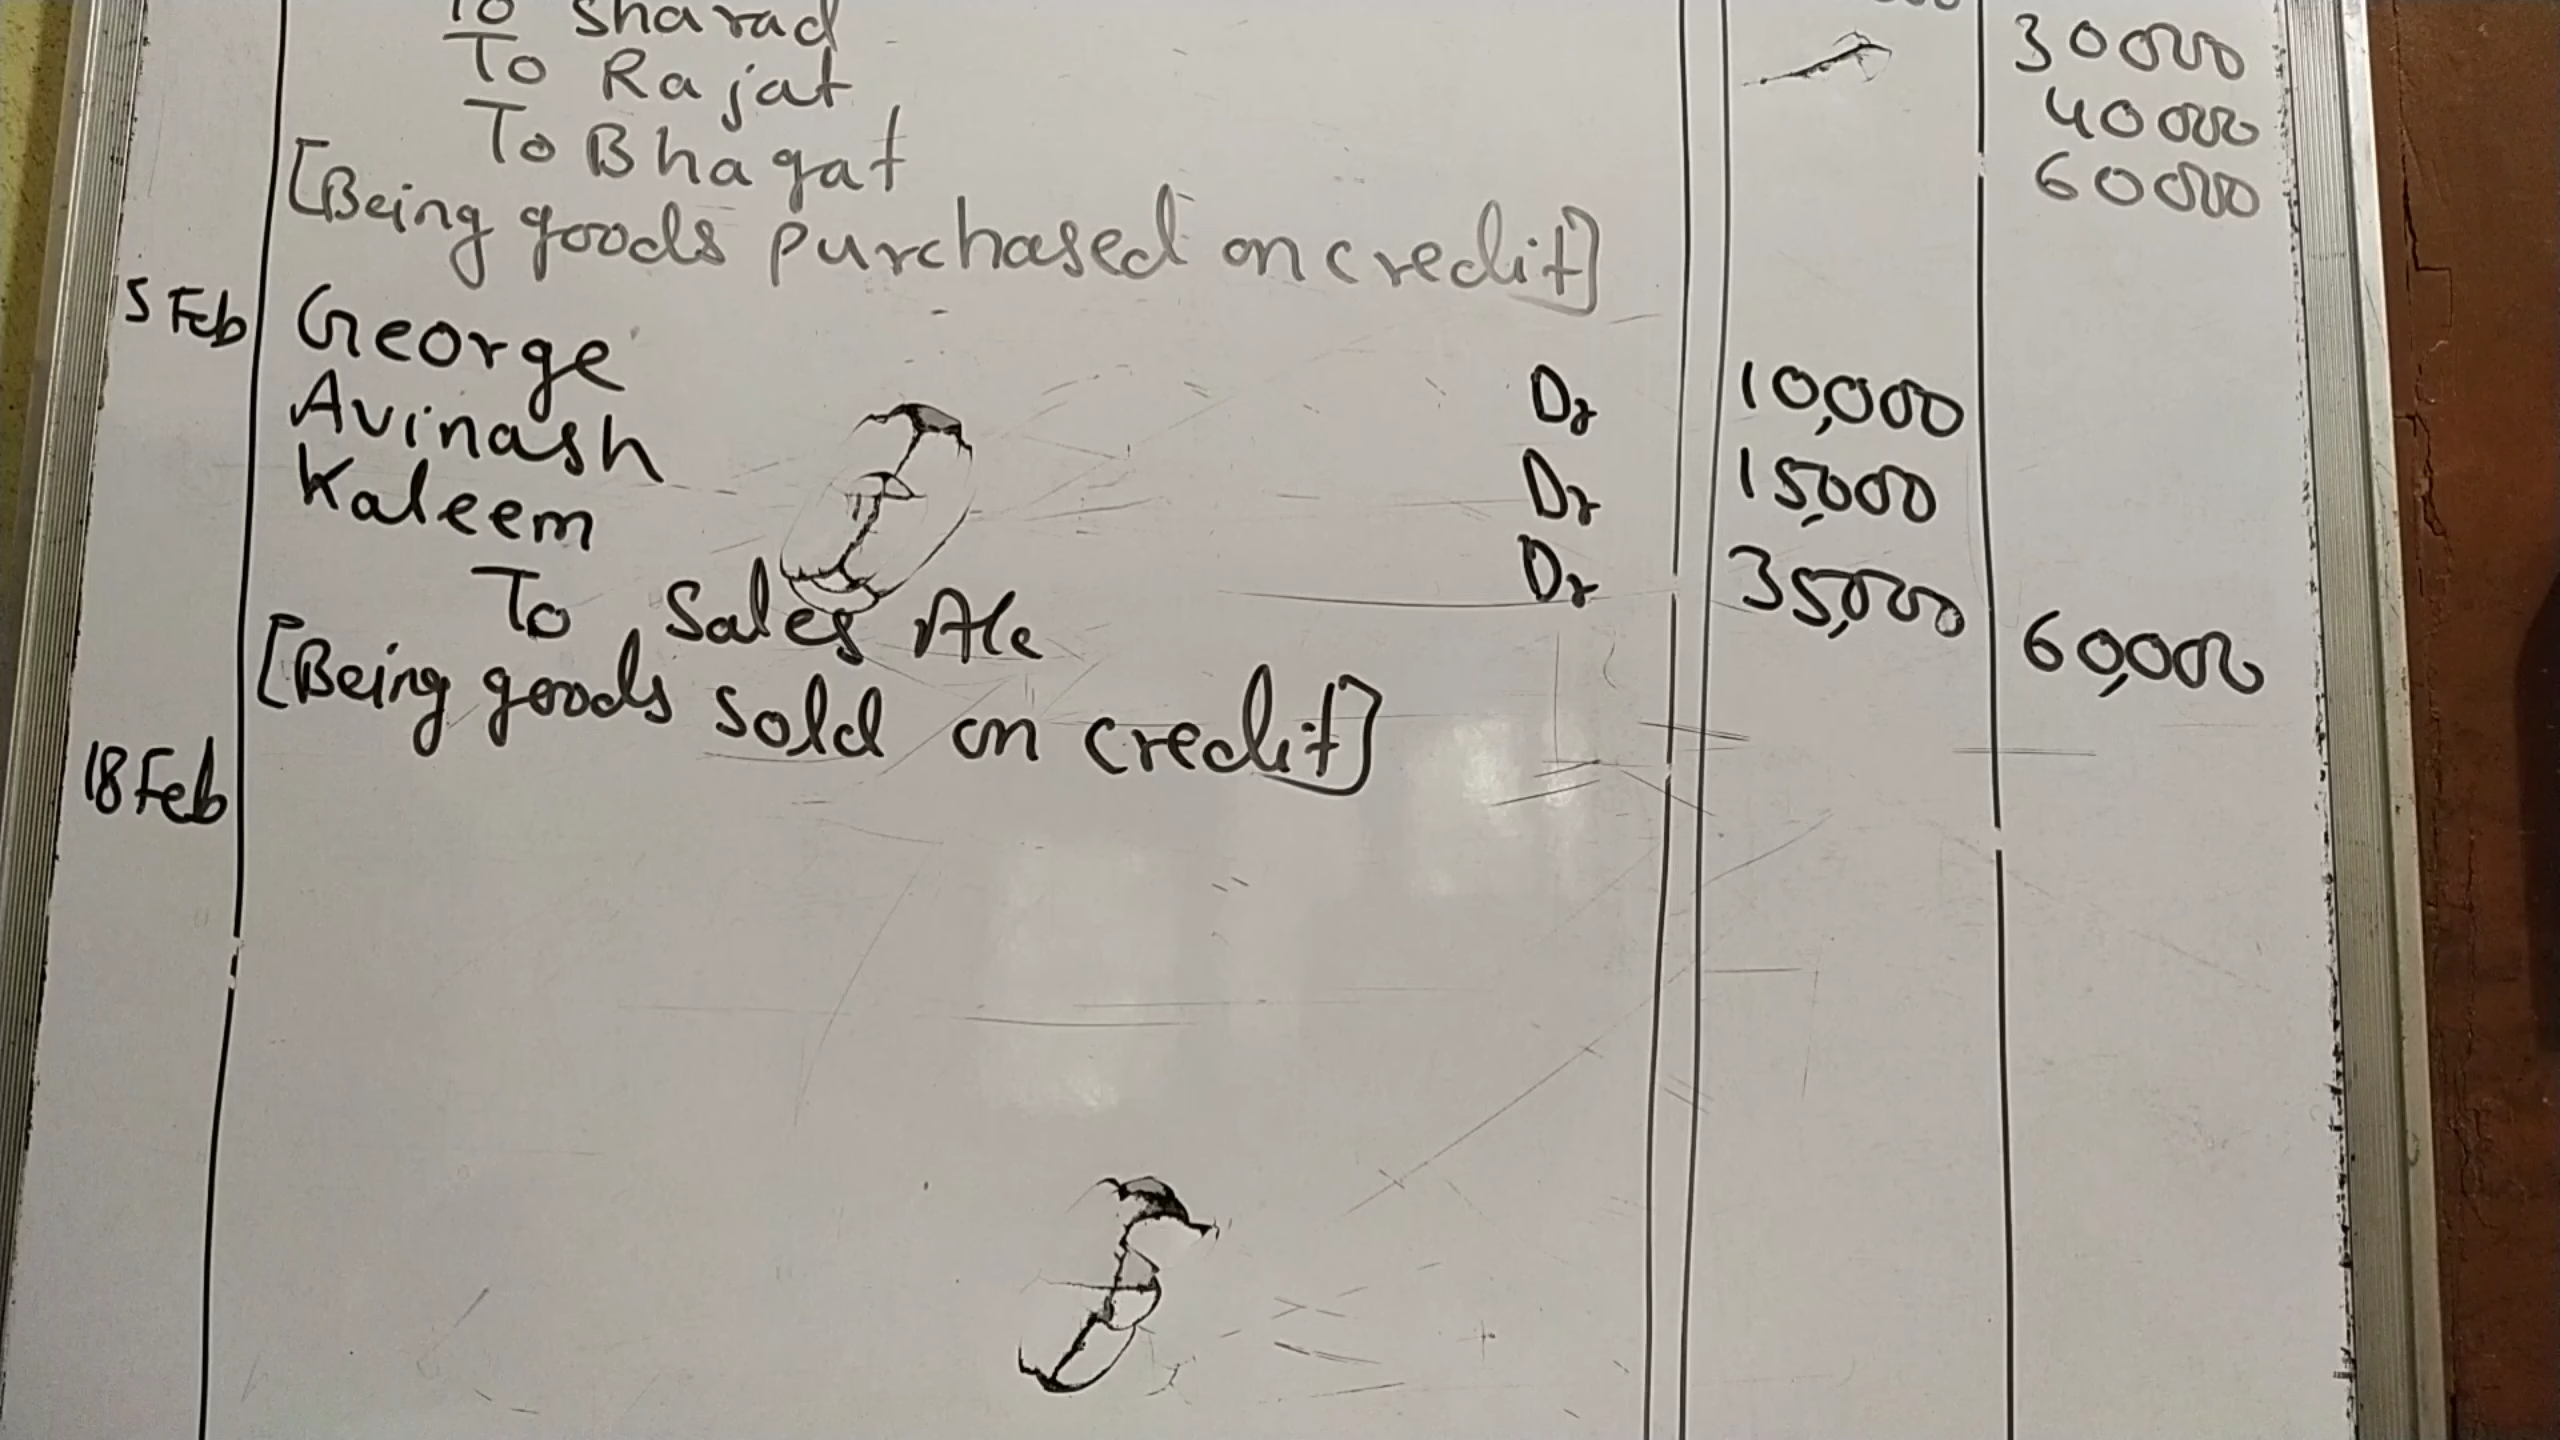 To Sharad 30000
To Rajat 40000
To Bhagat 60000
[Being goods purchased on credit]
5 Feb George Dr 10,000
Avinash Dr 15,000
Kaleem Dr 35,000
To Sales A/c 60,000
[Being goods sold on credit]
18 Feb